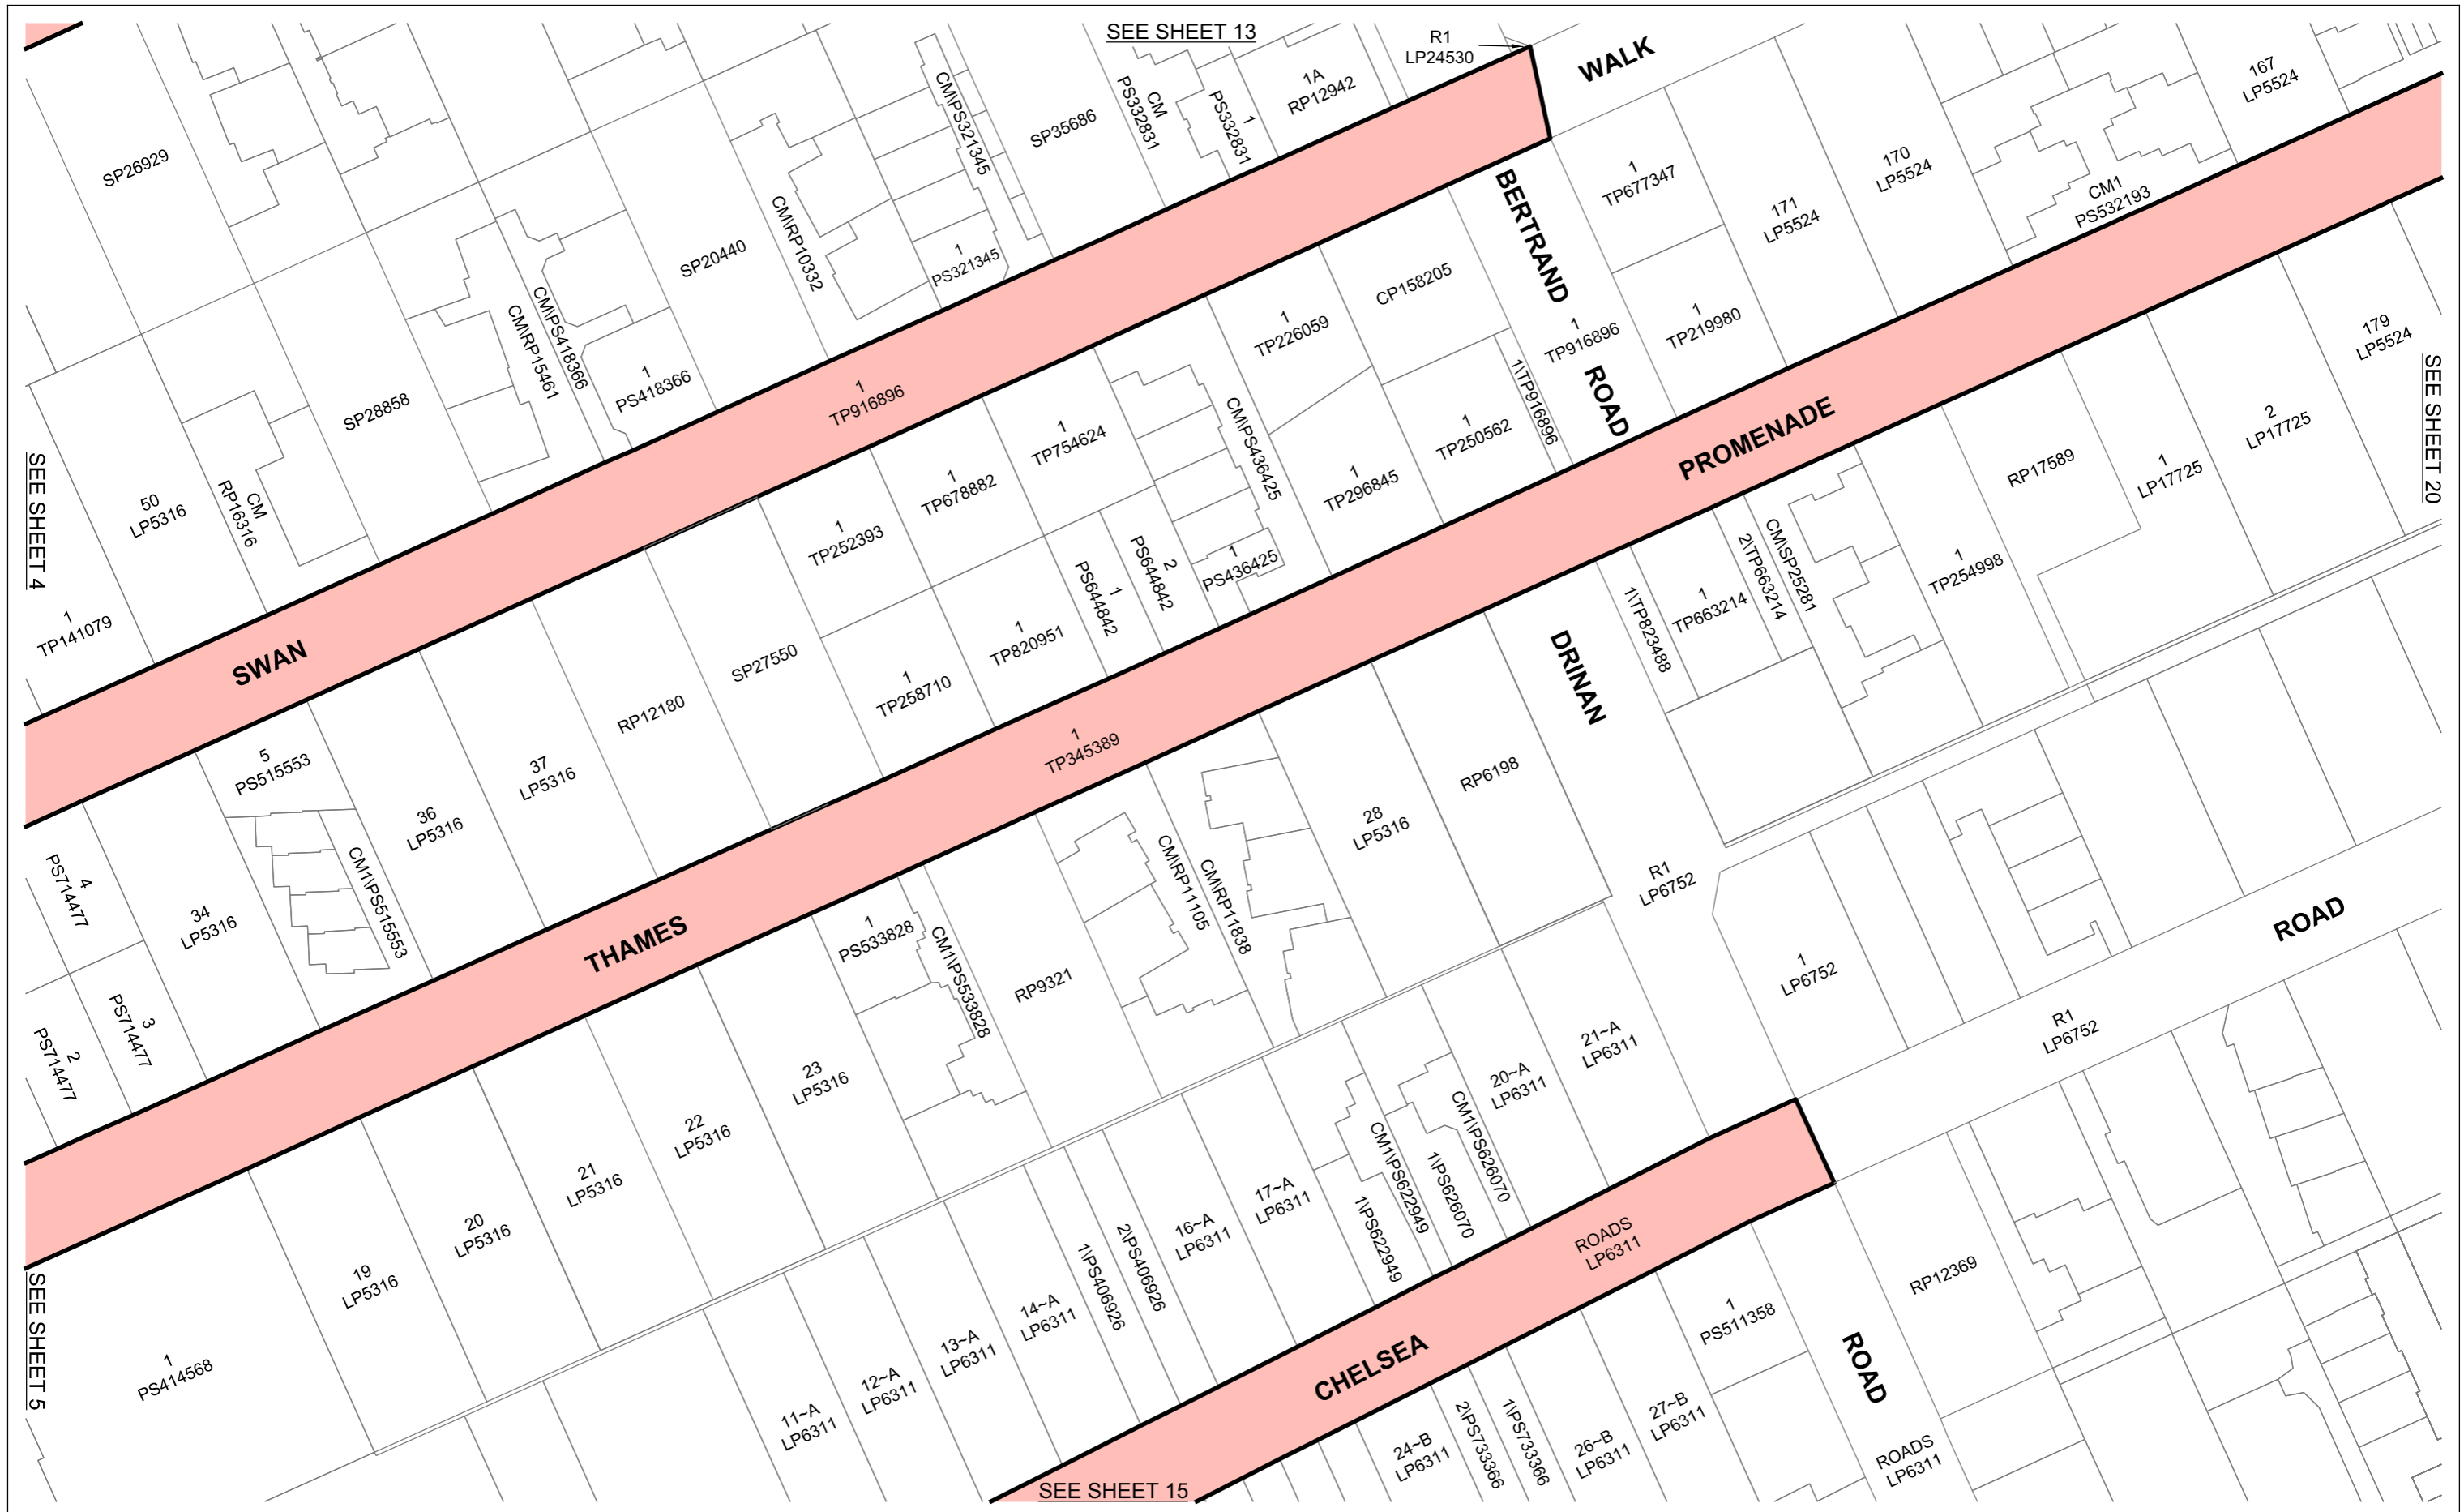 SEE SHEET 13
R1
LP24530
WALK
167
LP5524
1A
RP12942
CM
PS332831
1
PS332831
SP35686
CM\PS321345
SP26929
1
TP677347
170
LP5524
171
LP5524
CM1
PS532193
BERTRAND
SP20440
CM\RP10332
1
PS321345
CP158205
1
TP226059
1
TP916896
1
TP219980
179
LP5524
SEE SHEET 20
CM\PS418366
CM\RP15461
1
PS418366
SP28858
1
TP916896
1\TP916896
ROAD
PROMENADE
2
LP17725
1
TP754624
CM\PS436425
1
TP250562
1
TP296845
RP17589
1
LP17725
SEE SHEET 4
50
LP5316
CM
RP16316
1
TP678882
1
TP252393
1
PS644842
2
PS644842
1
PS436425
1\TP823488
1
TP663214
2\TP663214
CM\SP25281
1
TP254998
1
TP141079
SWAN
1
TP820951
SP27550
1
TP258710
RP12180
DRINAN
1
TP345389
5
PS515553
37
LP5316
36
LP5316
RP6198
28
LP5316
4
PS714477
34
LP5316
CM1\PS515553
CM\RP11105
CM\RP11838
R1
LP6752
THAMES
1
PS533828
CM1\PS533828
RP9321
1
LP6752
ROAD
2
PS714477
3
PS714477
R1
LP6752
23
LP5316
22
LP5316
21
LP5316
20
LP5316
19
LP5316
21~A
LP6311
20~A
LP6311
CM1\PS626070
1\PS626070
CM1\PS622949
1\PS622949
17~A
LP6311
16~A
LP6311
2\PS406926
1\PS406926
14~A
LP6311
13~A
LP6311
12~A
LP6311
11~A
LP6311
ROADS
LP6311
RP12369
SEE SHEET 5
1
PS414568
1
PS511358
CHELSEA
ROAD
27~B
LP6311
26~B
LP6311
1\PS733366
2\PS733366
24~B
LP6311
ROADS
LP6311
SEE SHEET 15